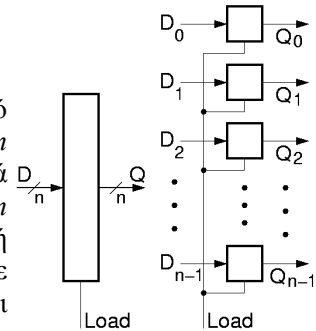 D₀ Q₀
D₁ Q₁
D₂ Q₂
D Q
n n
Dₙ₋₁ Qₙ₋₁
Load Load